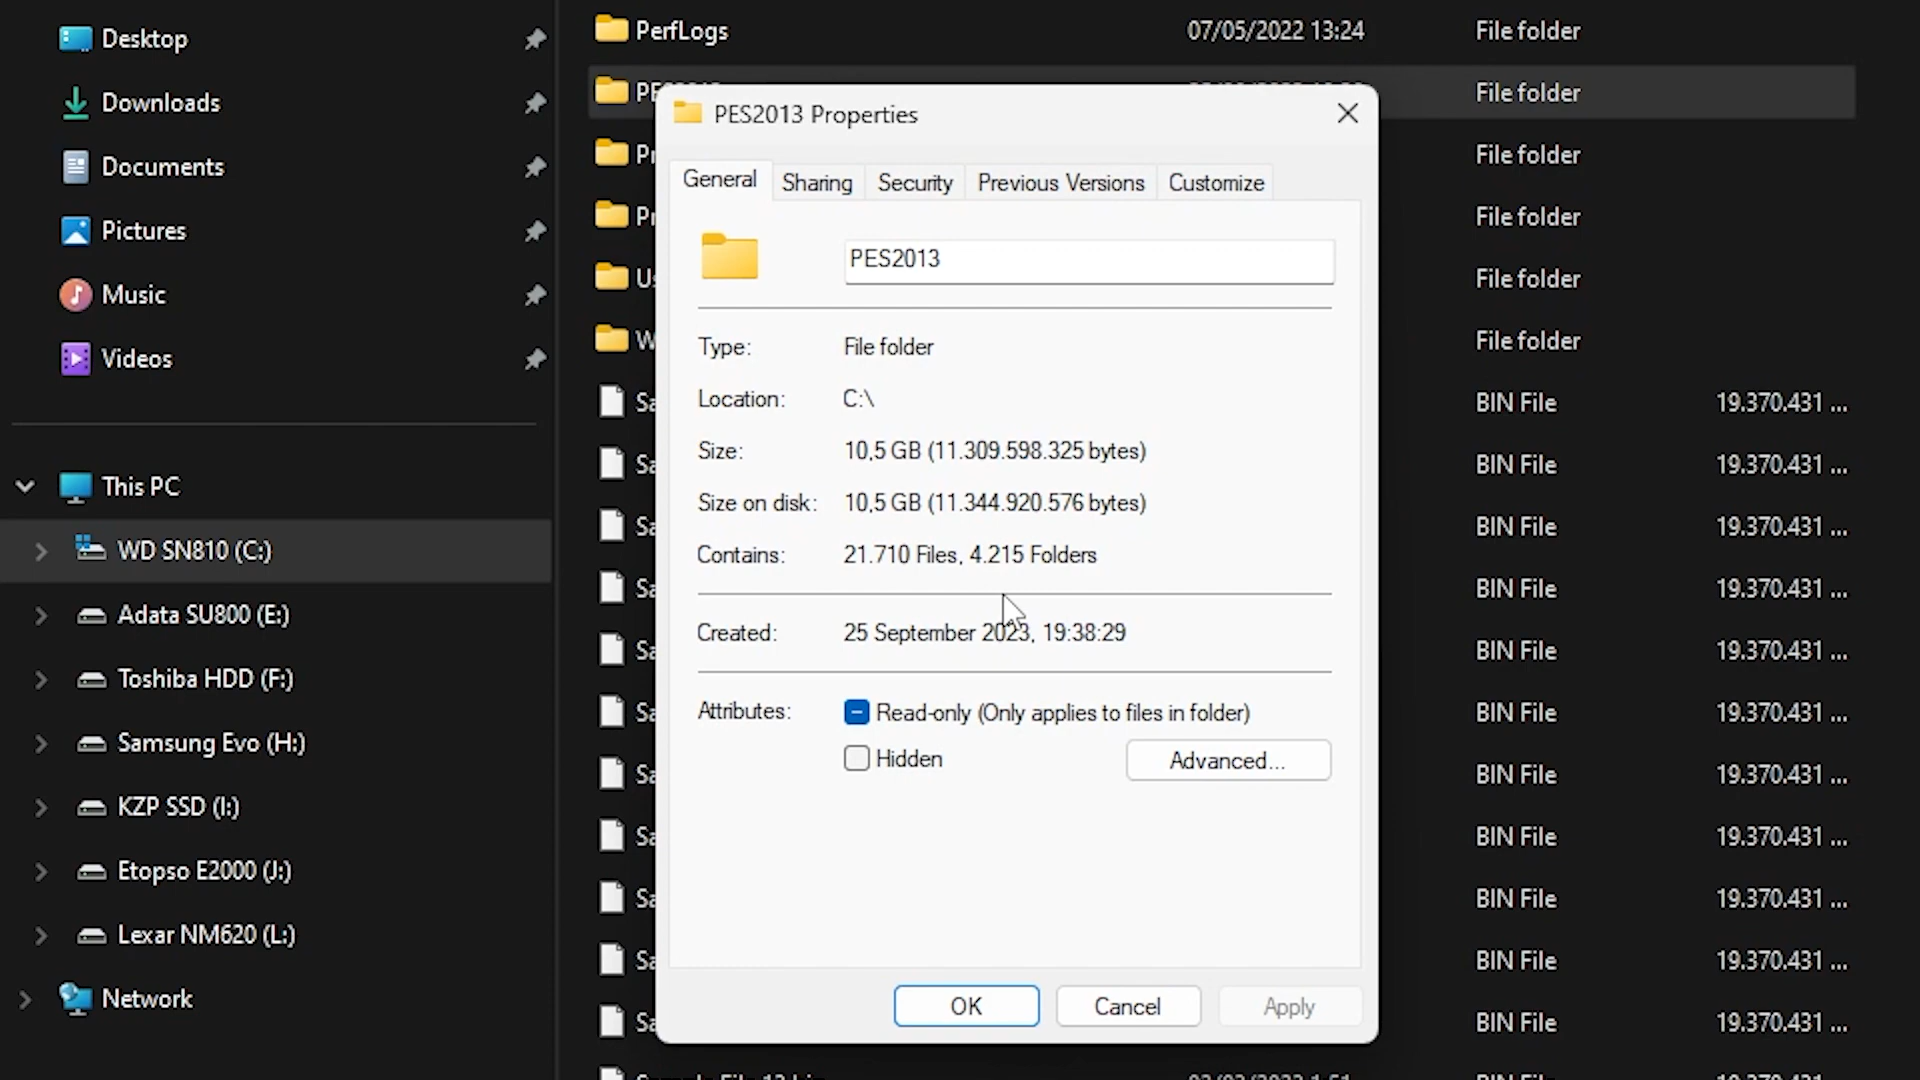 Desktop
Downloads
Documents
Pictures
Music
Videos
This PC
WD SN810 (C:)
Adata SU800 (E:)
Toshiba HDD (F:)
Samsung Evo (H:)
KZP SSD (I:)
Etopso E2000 (J:)
Lexar NM620 (L:)
Network
PerfLogs 07/05/2022 13:24 File folder
File folder
File folder
File folder
File folder
File folder
BIN File 19.370.431 ...
BIN File 19.370.431 ...
BIN File 19.370.431 ...
BIN File 19.370.431 ...
BIN File 19.370.431 ...
BIN File 19.370.431 ...
BIN File 19.370.431 ...
BIN File 19.370.431 ...
BIN File 19.370.431 ...
BIN File 19.370.431 ...
BIN File 19.370.431 ...
PES2013 Properties
General Sharing Security Previous Versions Customize
PES2013
Type: File folder
Location: C:\
Size: 10,5 GB (11.309.598.325 bytes)
Size on disk: 10,5 GB (11.344.920.576 bytes)
Contains: 21.710 Files, 4.215 Folders
Created: 25 September 2023, 19:38:29
Attributes: Read-only (Only applies to files in folder)
Hidden Advanced...
OK Cancel Apply